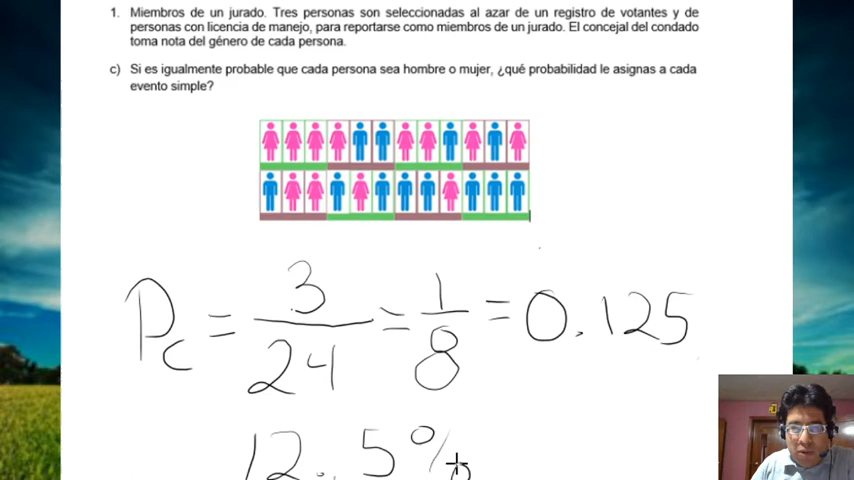 1. Miembros de un jurado. Tres personas son seleccionadas al azar de un registro de votantes y de
personas con licencia de manejo, para reportarse como miembros de un jurado. El concejal del condado
toma nota del género de cada persona.
c) Si es igualmente probable que cada persona sea hombre o mujer, ¿qué probabilidad le asignas a cada
evento simple?
Pc = 3/24 = 1/8 = 0.125
12.5%